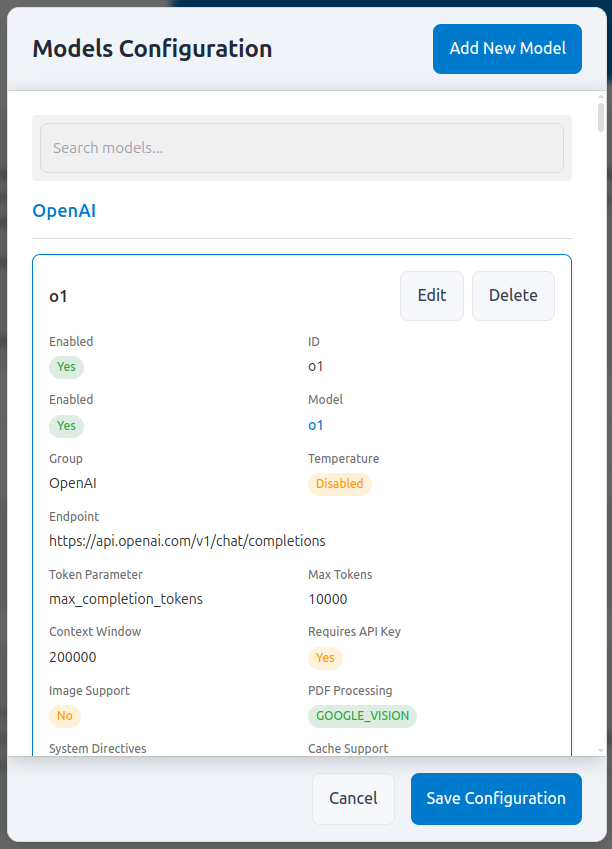 Models Configuration
Add New Model
Search models...
OpenAI
o1
Edit
Delete
Enabled
ID
Yes
o1
Enabled
Model
Yes
o1
Group
Temperature
OpenAI
Disabled
Endpoint
https://api.openai.com/v1/chat/completions
Token Parameter
Max Tokens
max_completion_tokens
10000
Context Window
Requires API Key
200000
Yes
Image Support
PDF Processing
No
GOOGLE_VISION
System Directives
Cache Support
Cancel
Save Configuration